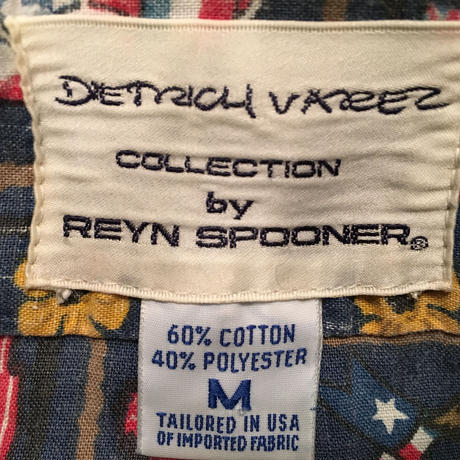 DIETRICH VAREZ
COLLECTION
by
REYN SPOONER®
60% COTTON
40% POLYESTER
M
TAILORED IN USA
OF IMPORTED FABRIC